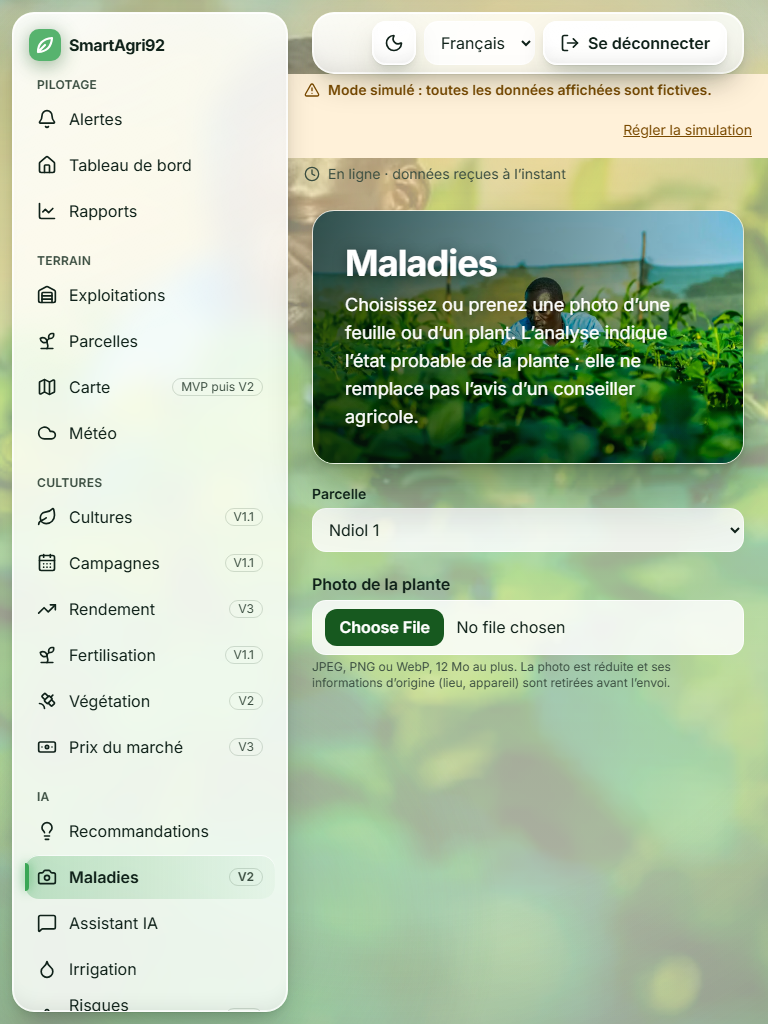 SmartAgri92
PILOTAGE
Alertes
Tableau de bord
Rapports
TERRAIN
Exploitations
Parcelles
Carte MVP puis V2
Météo
CULTURES
Cultures V1.1
Campagnes V1.1
Rendement V3
Fertilisation V1.1
Végétation V2
Prix du marché V3
IA
Recommandations
Maladies V2
Assistant IA
Irrigation
Risques
Français
Se déconnecter
Mode simulé : toutes les données affichées sont fictives.
Régler la simulation
En ligne · données reçues à l’instant
Maladies
Choisissez ou prenez une photo d’une
feuille ou d’un plant. L’analyse indique
l’état probable de la plante ; elle ne
remplace pas l’avis d’un conseiller
agricole.
Parcelle
Ndiol 1
Photo de la plante
Choose File No file chosen
JPEG, PNG ou WebP, 12 Mo au plus. La photo est réduite et ses
informations d’origine (lieu, appareil) sont retirées avant l’envoi.